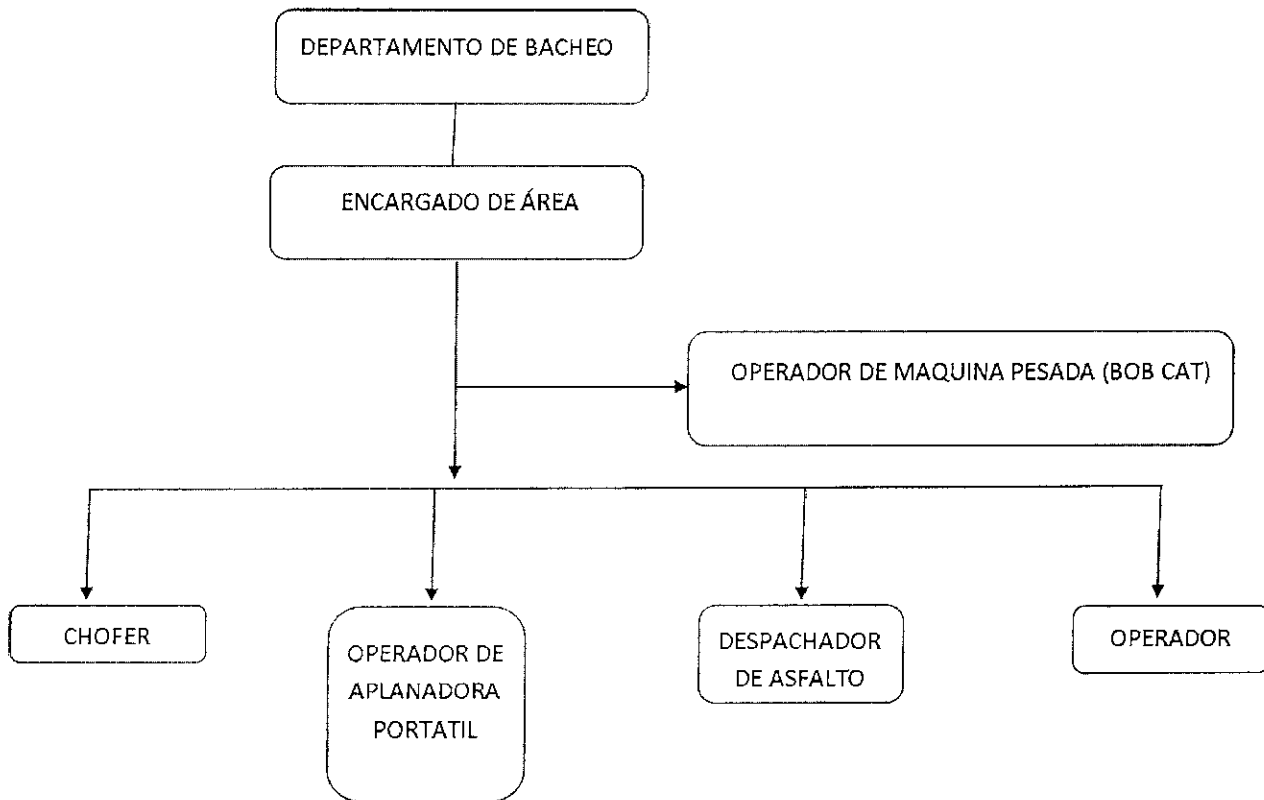 DEPARTAMENTO DE BACHEO
ENCARGADO DE ÁREA
OPERADOR DE MAQUINA PESADA (BOB CAT)
CHOFER
OPERADOR DE
APLANADORA
PORTATIL
DESPACHADOR
DE ASFALTO
OPERADOR